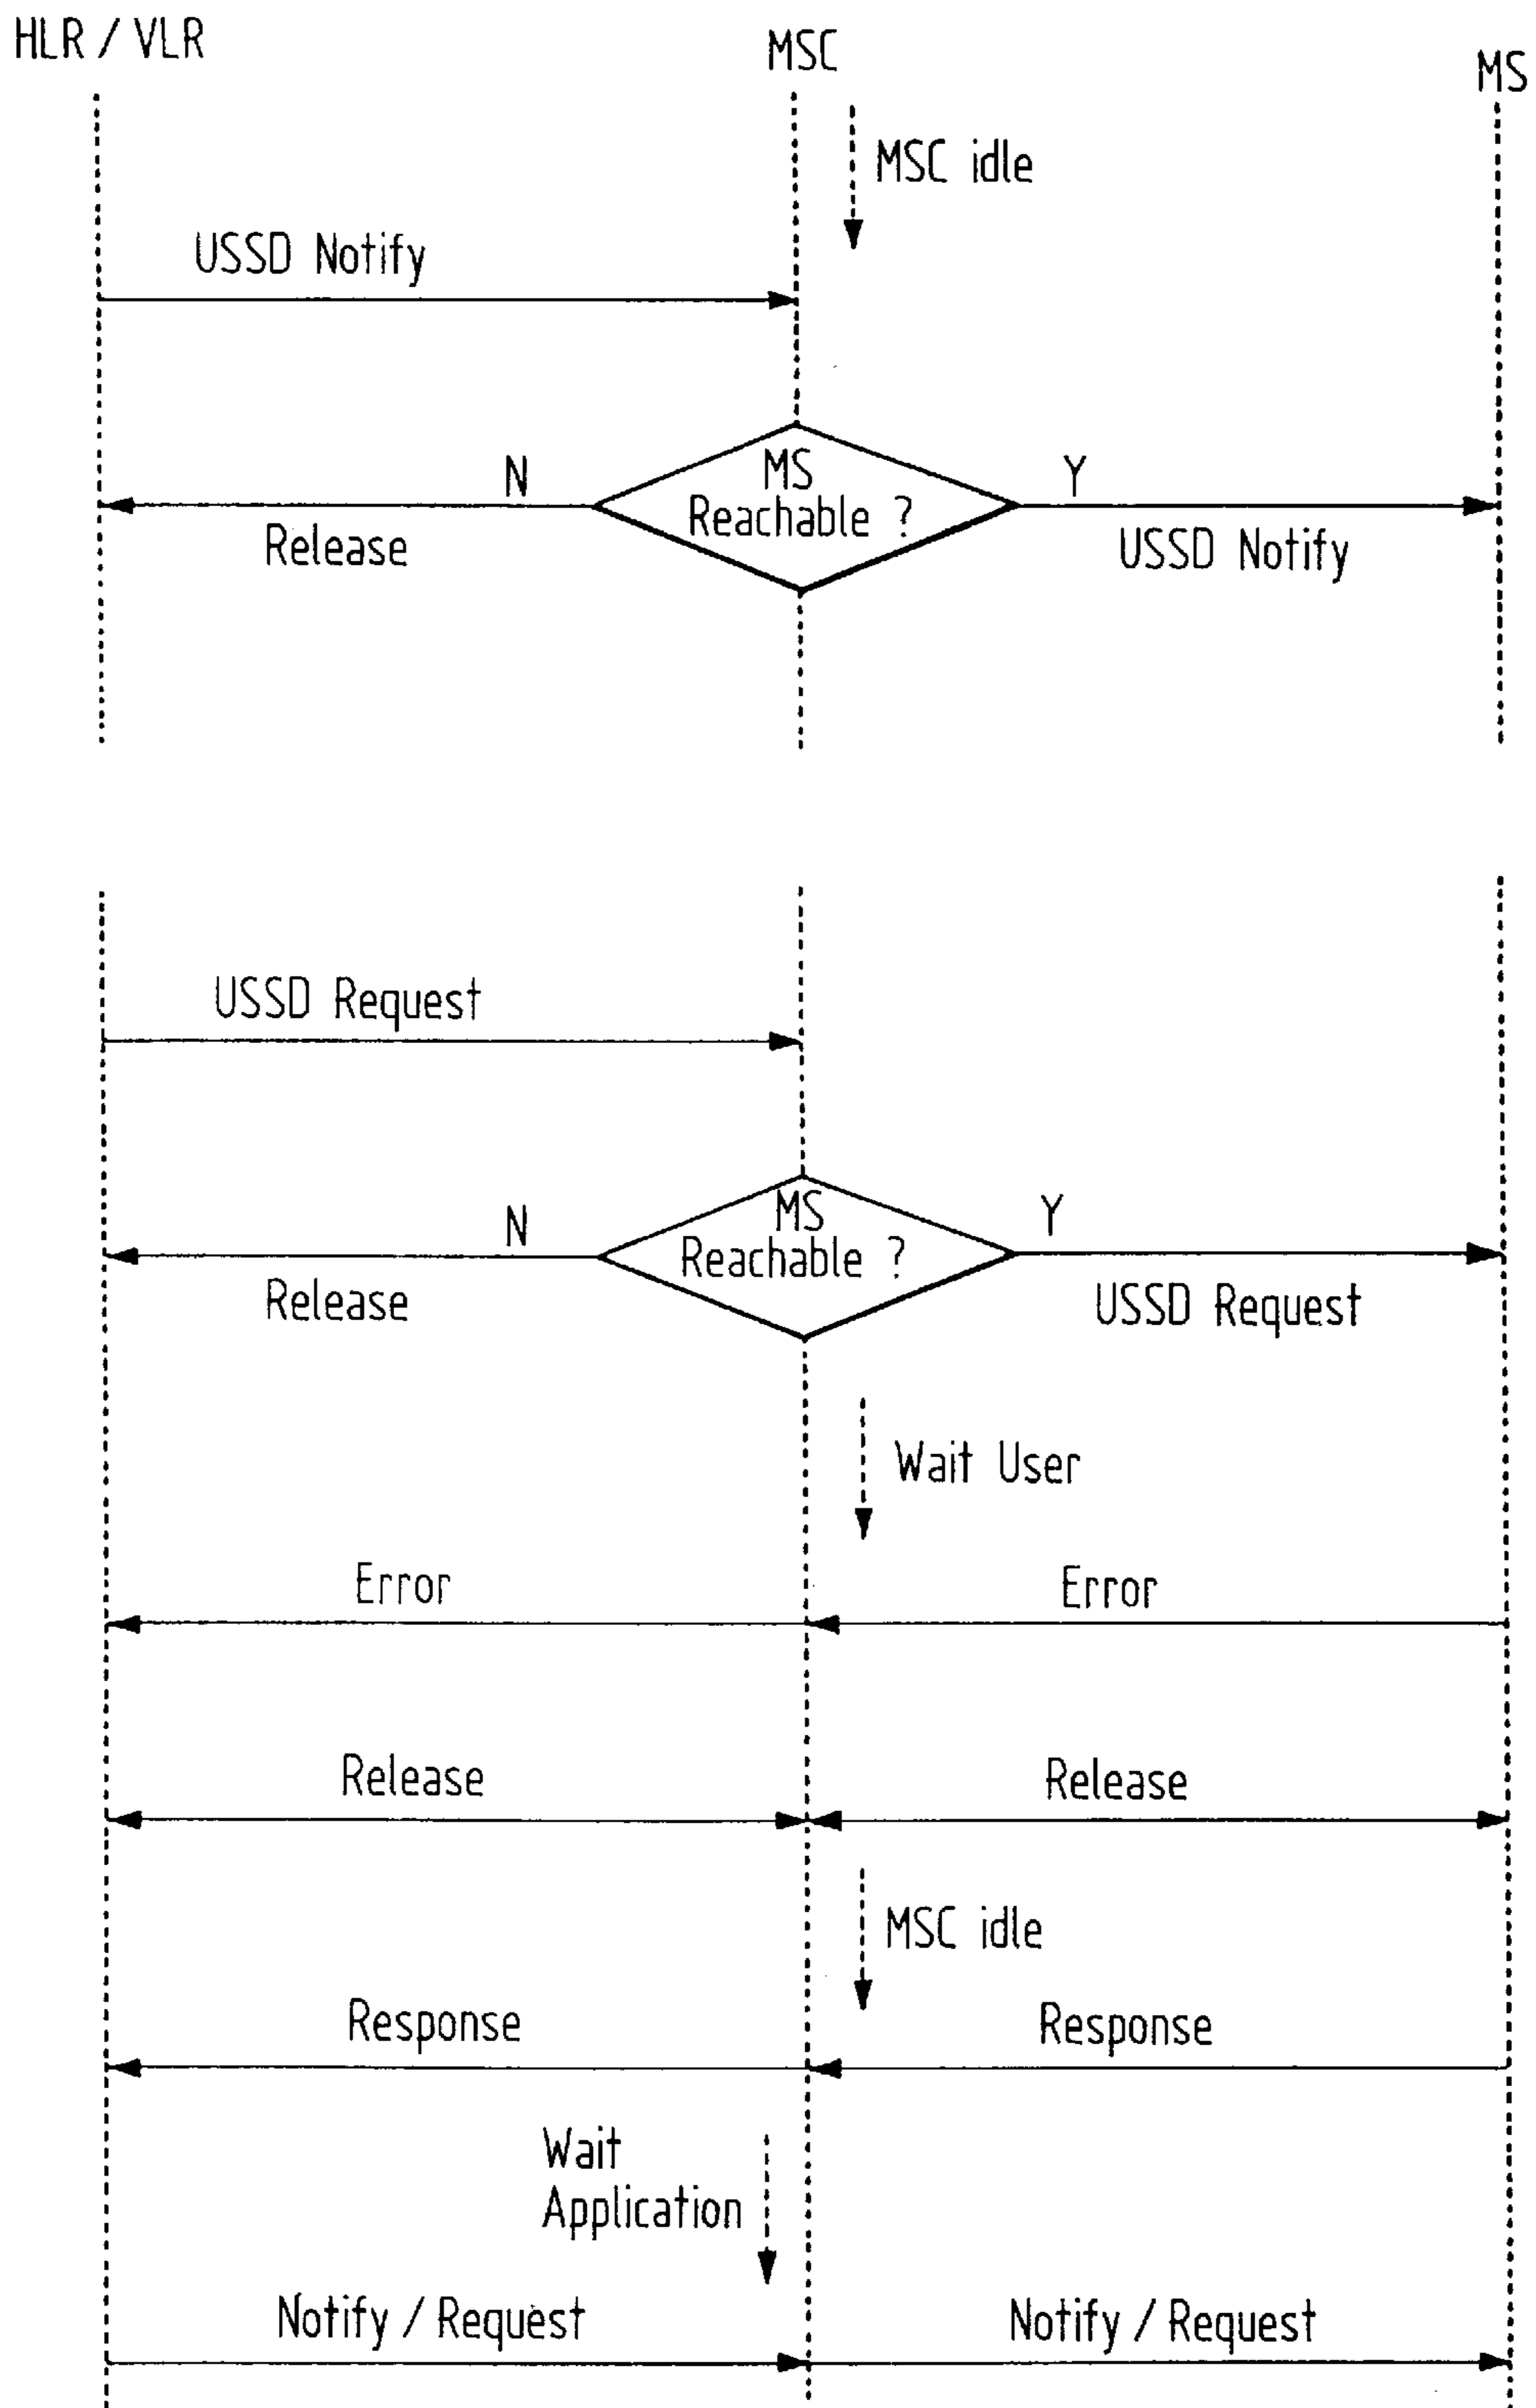 HLR / VLR
MSC
MS
MSC idle
USSD Notify
N
MS
Reachable ?
Y
Release
USSD Notify
USSD Request
N
MS
Reachable ?
Y
Release
USSD Request
Wait User
Error
Error
Release
Release
MSC idle
Response
Response
Wait
Application
Notify / Request
Notify / Request